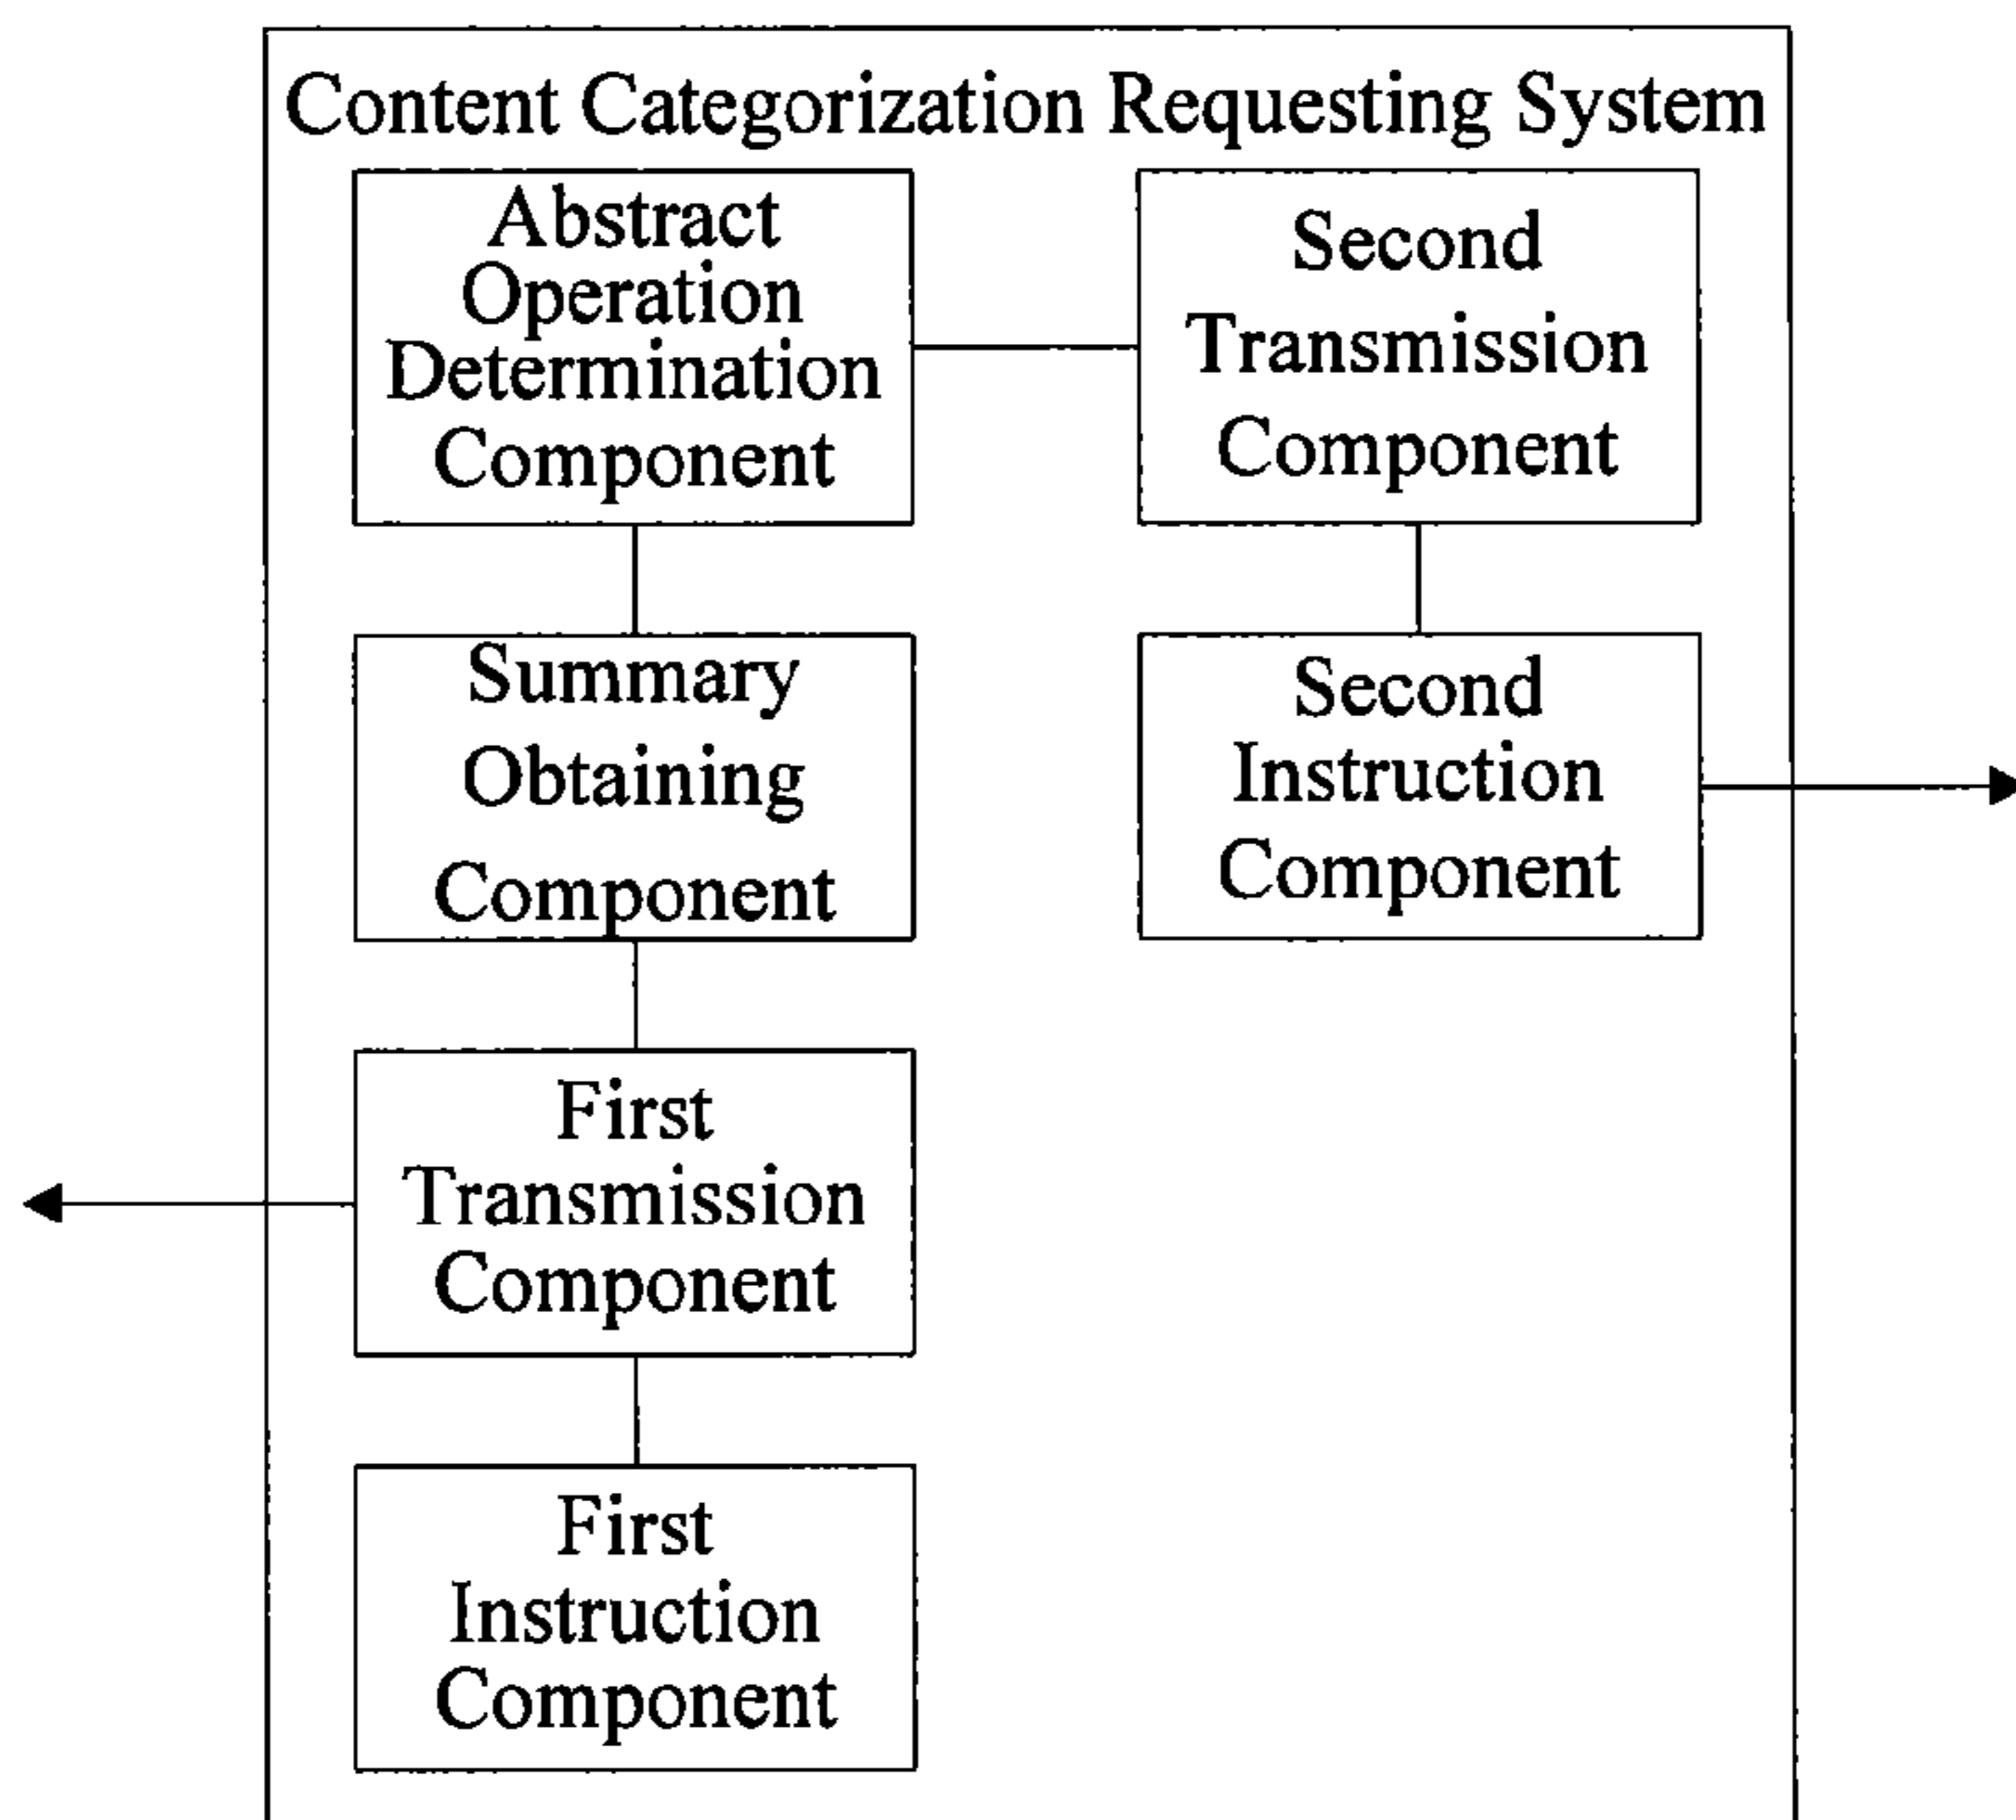 Content Categorization Requesting System
Abstract
Operation
Determination
Component
Second
Transmission
Component
Summary
Obtaining
Component
Second
Instruction
Component
First
Transmission
Component
First
Instruction
Component